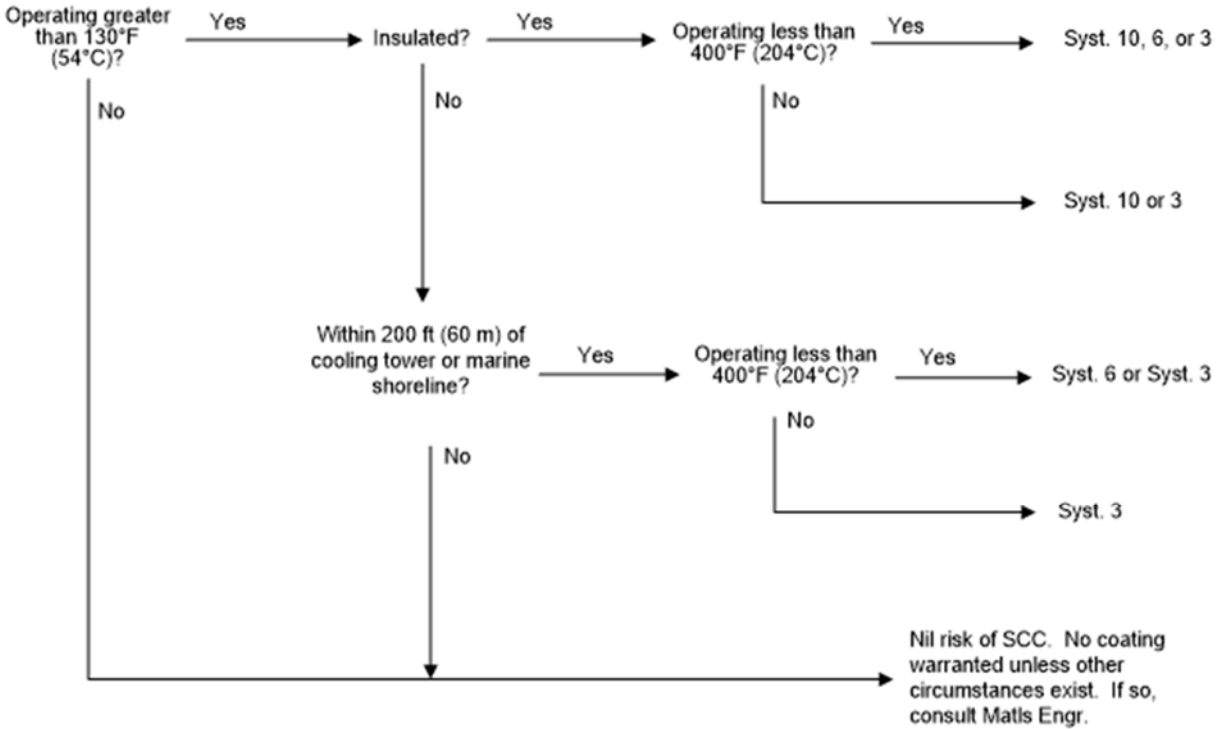 Operating greater
than 130°F
(54°C)?
Yes
Insulated?
Yes
Operating less than
400°F (204°C)?
Yes
Syst. 10, 6, or 3
No
No
No
Syst. 10 or 3
Within 200 ft (60 m) of
cooling tower or marine
shoreline?
Yes
Operating less than
400°F (204°C)?
Yes
Syst. 6 or Syst. 3
No
No
Syst. 3
Nil risk of SCC. No coating
warranted unless other
circumstances exist. If so,
consult Matls Engr.